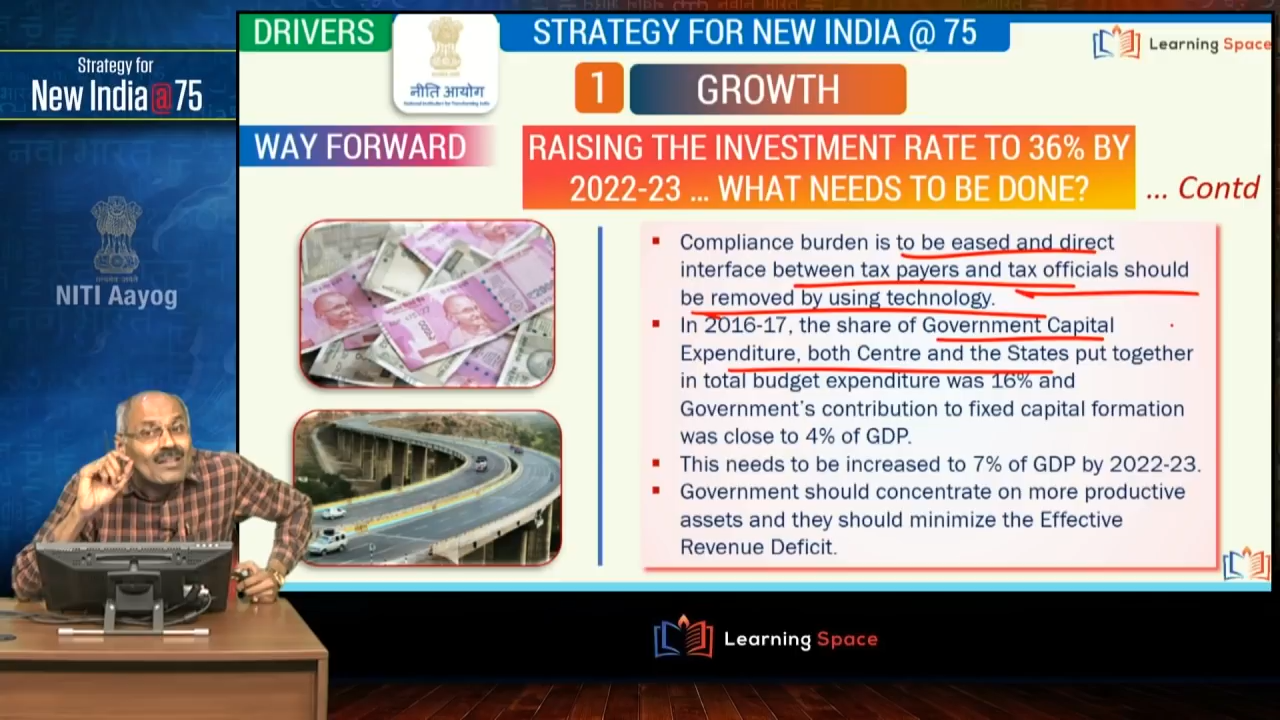 Strategy for
New India@75
NITI Aayog
DRIVERS
नीति आयोग
National Institution for Transforming India
STRATEGY FOR NEW INDIA @ 75
Learning Space
1 GROWTH
WAY FORWARD
RAISING THE INVESTMENT RATE TO 36% BY
2022-23 ... WHAT NEEDS TO BE DONE?
... Contd
▪ Compliance burden is to be eased and direct
interface between tax payers and tax officials should
be removed by using technology.
▪ In 2016-17, the share of Government Capital
Expenditure, both Centre and the States put together
in total budget expenditure was 16% and
Government's contribution to fixed capital formation
was close to 4% of GDP.
▪ This needs to be increased to 7% of GDP by 2022-23.
▪ Government should concentrate on more productive
assets and they should minimize the Effective
Revenue Deficit.
Learning Space